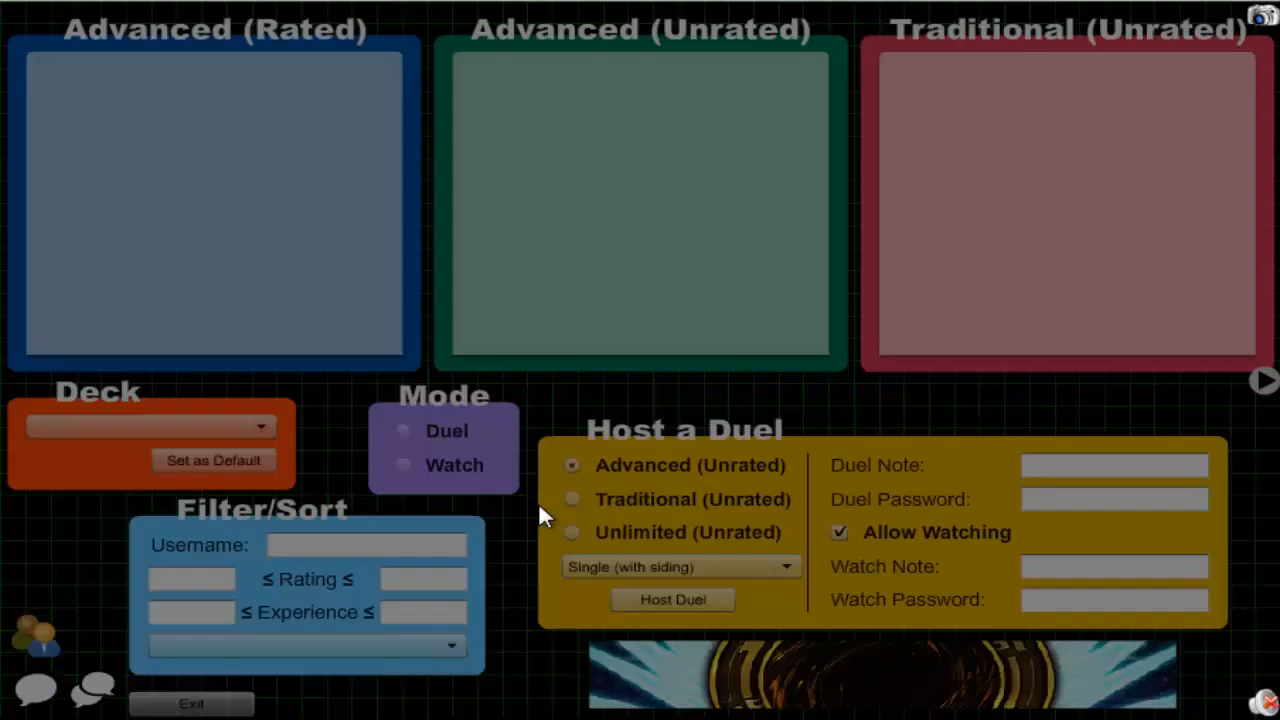 Advanced (Rated)
Advanced (Unrated)
Traditional (Unrated)
Deck
Set as Default
Mode
Duel
Watch
Filter/Sort
Username:
≤ Rating ≤
≤ Experience ≤
Exit
Host a Duel
Advanced (Unrated)
Traditional (Unrated)
Unlimited (Unrated)
Single (with siding)
Host Duel
Duel Note:
Duel Password:
Allow Watching
Watch Note:
Watch Password: